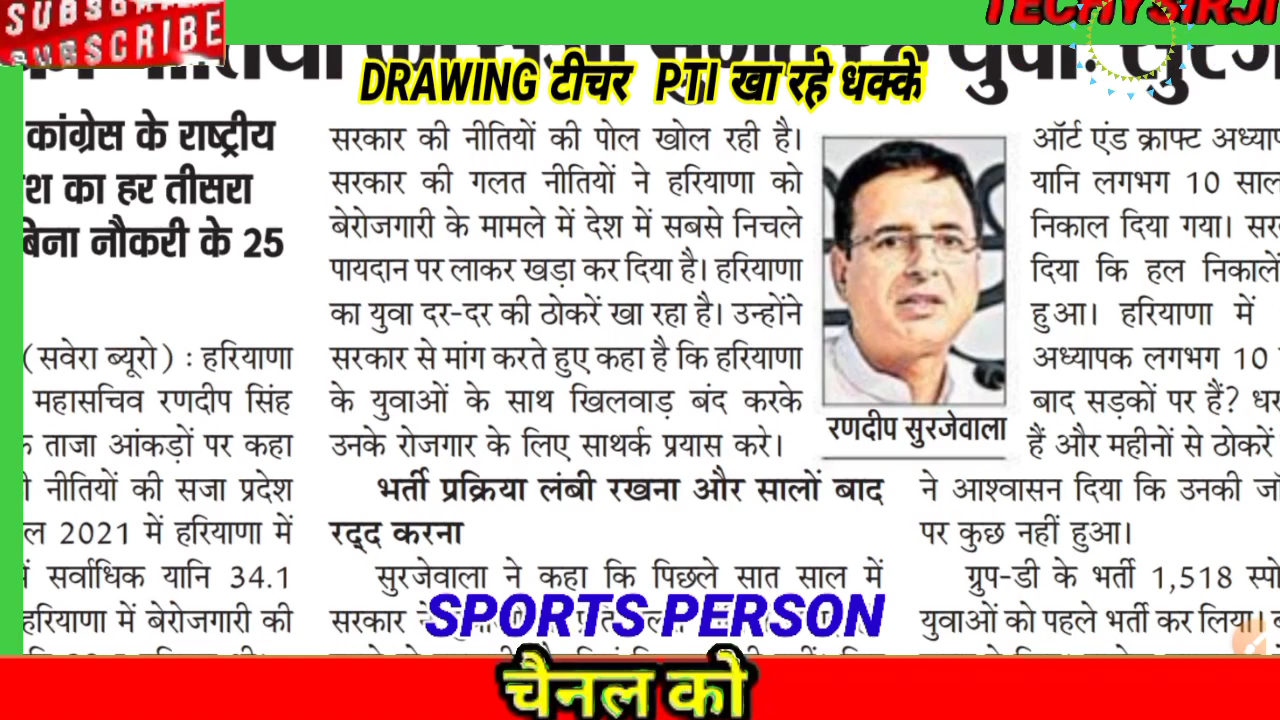 SUBSCRIBE
SUBSCRIBE
TECHYSIRJI
DRAWING टीचर PTI खा रहे धक्के
कांग्रेस के राष्ट्रीय
श का हर तीसरा
बिना नौकरी के 25
(सवेरा ब्यूरो) : हरियाणा
महासचिव रणदीप सिंह
ताजा आंकड़ों पर कहा
नीतियों की सजा प्रदेश
ल 2021 में हरियाणा में
सर्वाधिक यानि 34.1
हरियाणा में बेरोजगारी की
सरकार की नीतियों की पोल खोल रही है।
सरकार की गलत नीतियों ने हरियाणा को
बेरोजगारी के मामले में देश में सबसे निचले
पायदान पर लाकर खड़ा कर दिया है। हरियाणा
का युवा दर-दर की ठोकरें खा रहा है। उन्होंने
सरकार से मांग करते हुए कहा है कि हरियाणा
के युवाओं के साथ खिलवाड़ बंद करके
उनके रोजगार के लिए सार्थक प्रयास करे।
भर्ती प्रक्रिया लंबी रखना और सालों बाद
रद्द करना
सुरजेवाला ने कहा कि पिछले सात साल में
सरकार
रणदीप सुरजेवाला
ऑर्ट एंड क्राफ्ट अध्याप
यानि लगभग 10 साल
निकाल दिया गया। सर
दिया कि हल निकालें
हुआ। हरियाणा में
अध्यापक लगभग 10
बाद सड़कों पर हैं? धर
हैं और महीनों से ठोकरें
ने आश्वासन दिया कि उनकी जॉ
पर कुछ नहीं हुआ।
ग्रुप-डी के भर्ती 1,518 स्पो
युवाओं को पहले भर्ती कर लिया।
SPORTS PERSON
चैनल को